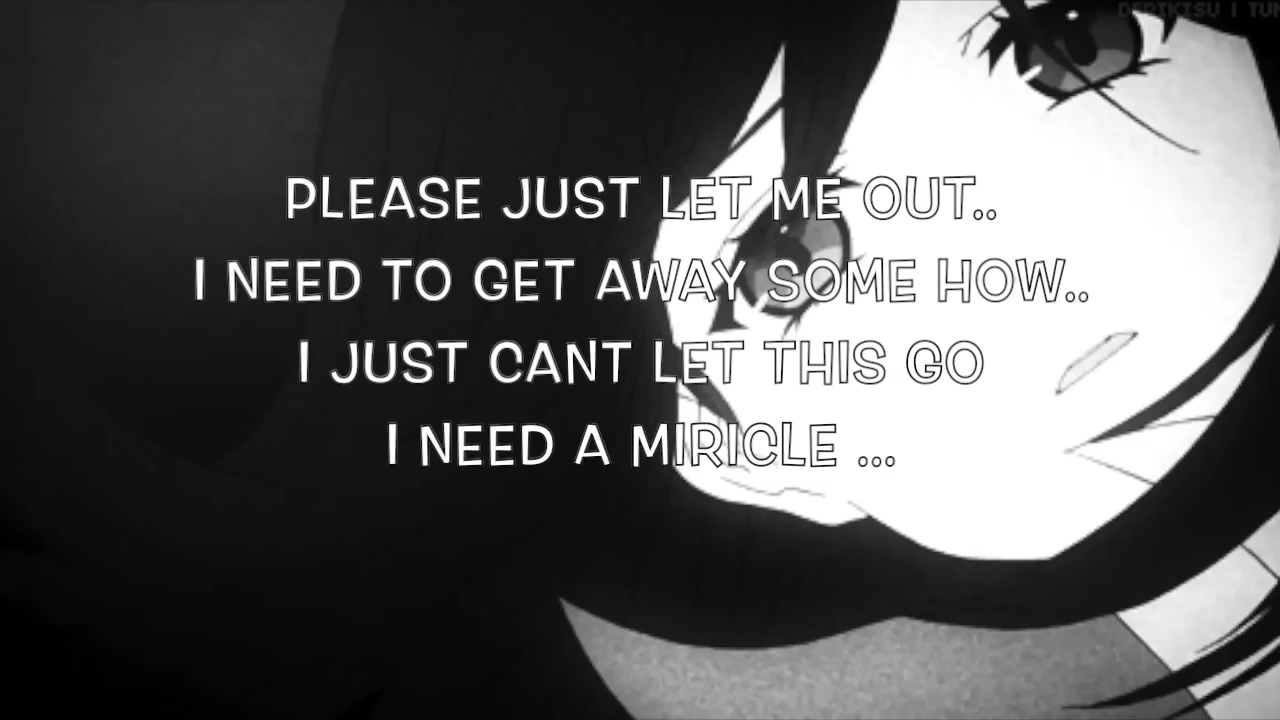 PLEASE JUST LET ME OUT..
I NEED TO GET AWAY SOME HOW..
I JUST CANT LET THIS GO
I NEED A MIRICLE ...